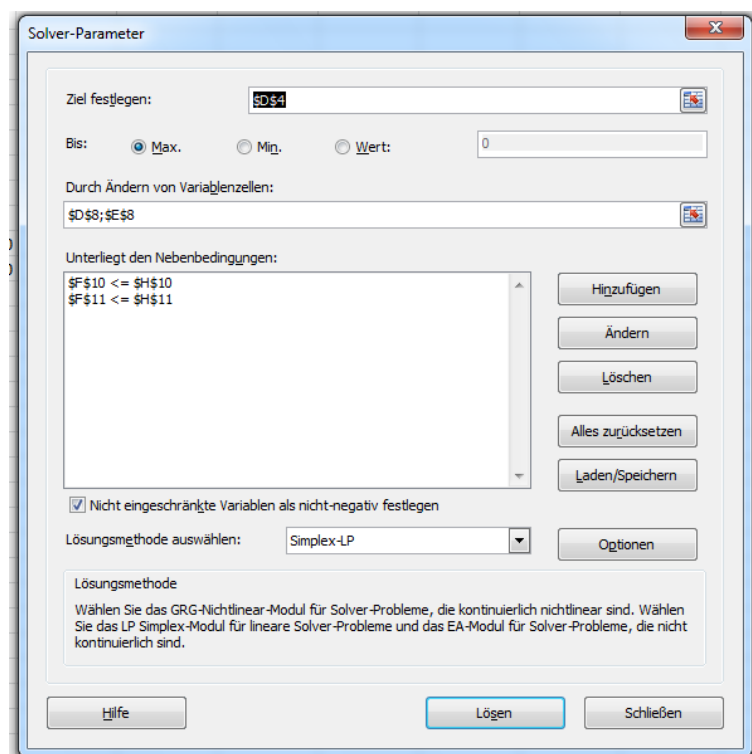 Solver-Parameter
Ziel festlegen: $D$4
Bis: Max. Min. Wert: 0
Durch Ändern von Variablenzellen:
$D$8;$E$8
Unterliegt den Nebenbedingungen:
$F$10 <= $H$10
$F$11 <= $H$11
Hinzufügen
Ändern
Löschen
Alles zurücksetzen
Laden/Speichern
Nicht eingeschränkte Variablen als nicht-negativ festlegen
Lösungsmethode auswählen: Simplex-LP Optionen
Lösungsmethode
Wählen Sie das GRG-Nichtlinear-Modul für Solver-Probleme, die kontinuierlich nichtlinear sind. Wählen
Sie das LP Simplex-Modul für lineare Solver-Probleme und das EA-Modul für Solver-Probleme, die nicht
kontinuierlich sind.
Hilfe Lösen Schließen